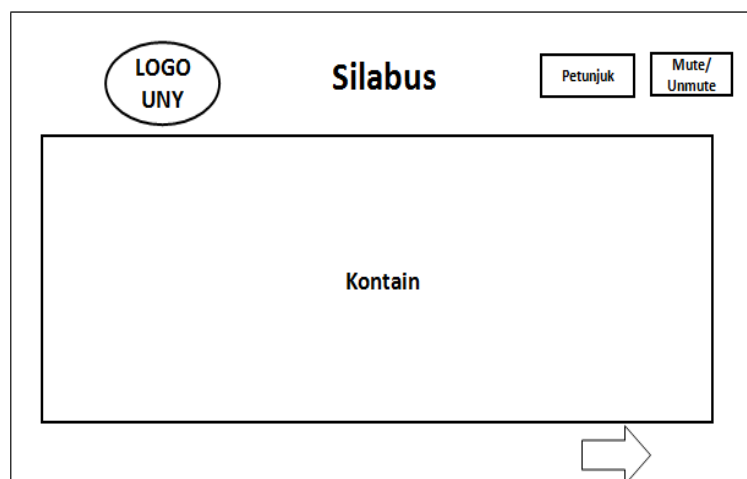 LOGO
UNY
Silabus
Petunjuk
Mute/
Unmute
Kontain